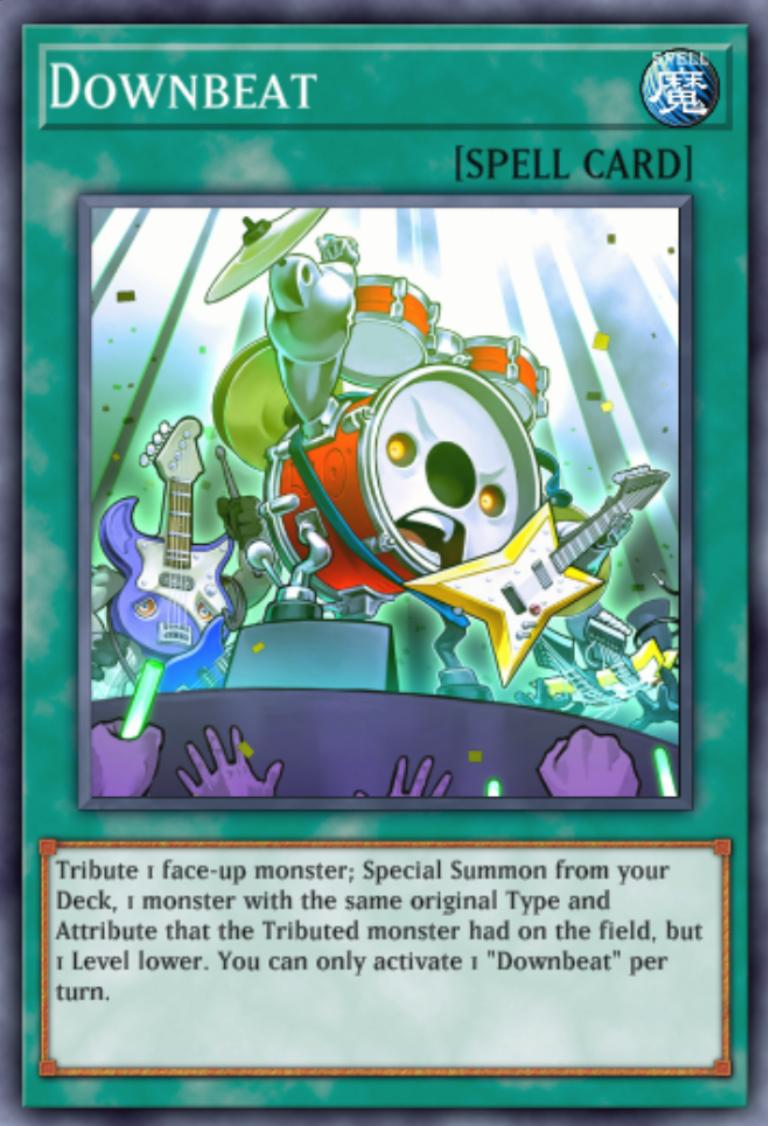 DOWNBEAT
SPELL
魔
[SPELL CARD]
Tribute 1 face-up monster; Special Summon from your
Deck, 1 monster with the same original Type and
Attribute that the Tributed monster had on the field, but
1 Level lower. You can only activate 1 "Downbeat" per
turn.